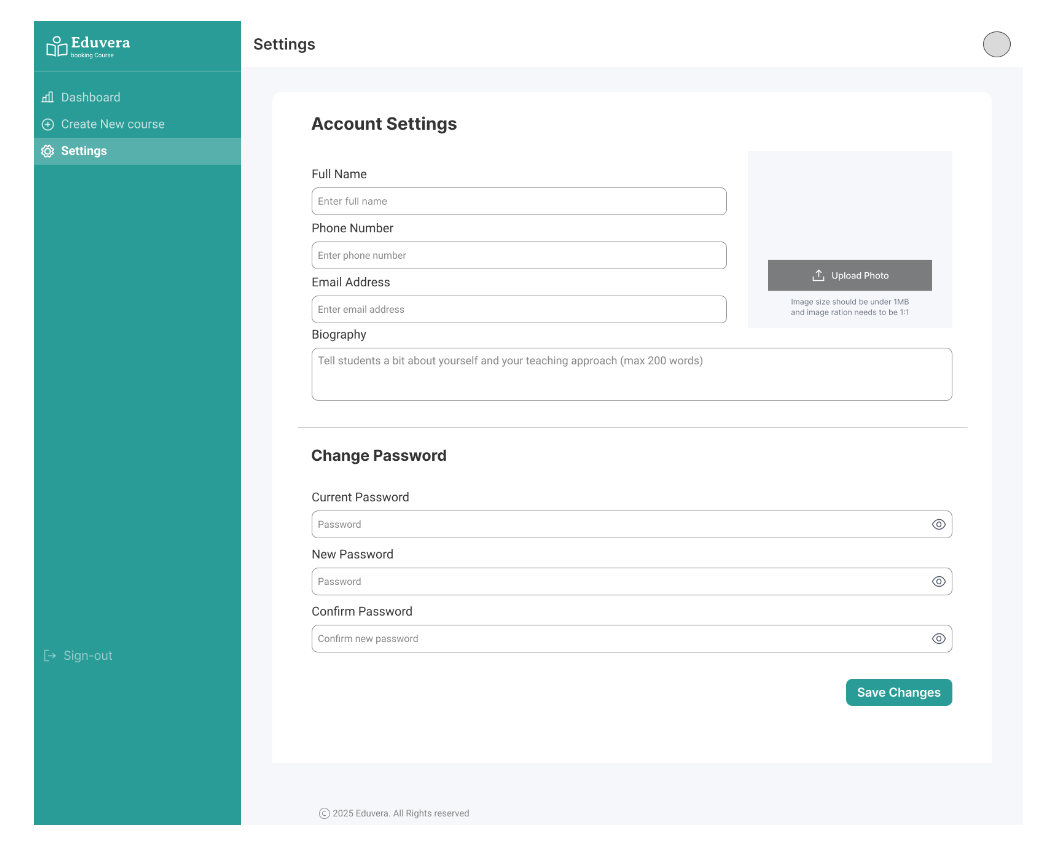 Eduvera
booking Course
Settings
Dashboard
Create New course
Settings
Sign-out
Account Settings
Full Name
Enter full name
Phone Number
Enter phone number
Email Address
Enter email address
Upload Photo
Image size should be under 1MB
and image ration needs to be 1:1
Biography
Tell students a bit about yourself and your teaching approach (max 200 words)
Change Password
Current Password
Password
New Password
Password
Confirm Password
Confirm new password
Save Changes
© 2025 Eduvera. All Rights reserved